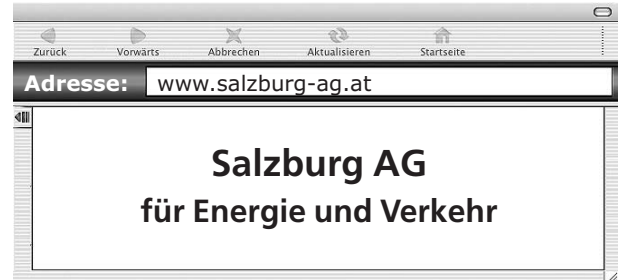 Zurück Vorwärts Abbrechen Aktualisieren Startseite
Adresse: www.salzburg-ag.at
Salzburg AG
für Energie und Verkehr